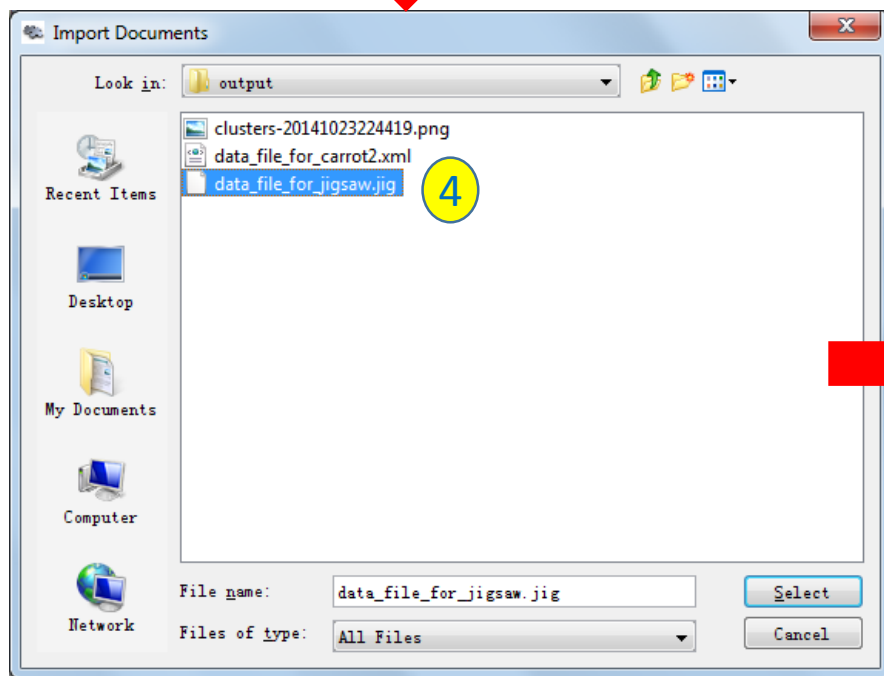 Import Documents
Look in:
output
clusters-20141023224419.png
data_file_for_carrot2.xml
data_file_for_jigsaw.jig
4
Recent Items
Desktop
My Documents
Computer
Network
File name:
data_file_for_jigsaw.jig
Select
Files of type:
All Files
Cancel